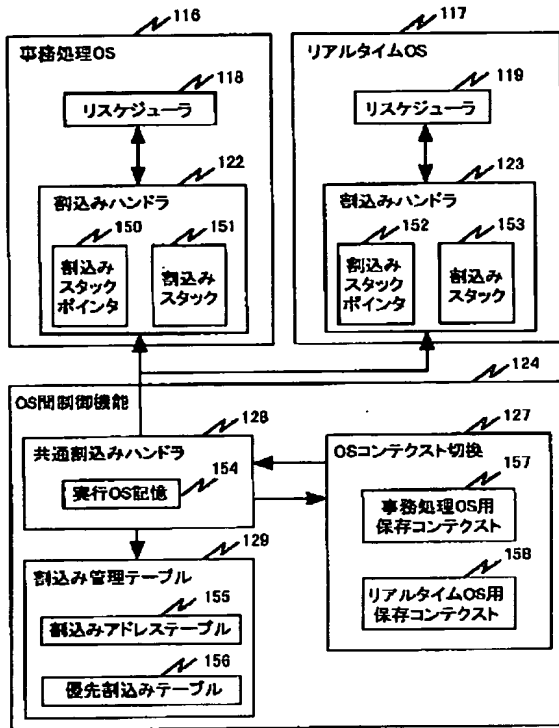 116
事務処理OS
118
リスケジューラ
122
割込みハンドラ
150
割込み
スタック
ポインタ
151
割込み
スタック
117
リアルタイムOS
119
リスケジューラ
123
割込みハンドラ
152
割込み
スタック
ポインタ
153
割込み
スタック
124
OS間制御機能
128
共通割込みハンドラ
154
実行OS記憶
129
割込み管理テーブル
155
割込みアドレステーブル
156
優先割込みテーブル
127
OSコンテクスト切換
157
事務処理OS用
保存コンテクスト
158
リアルタイムOS用
保存コンテクスト